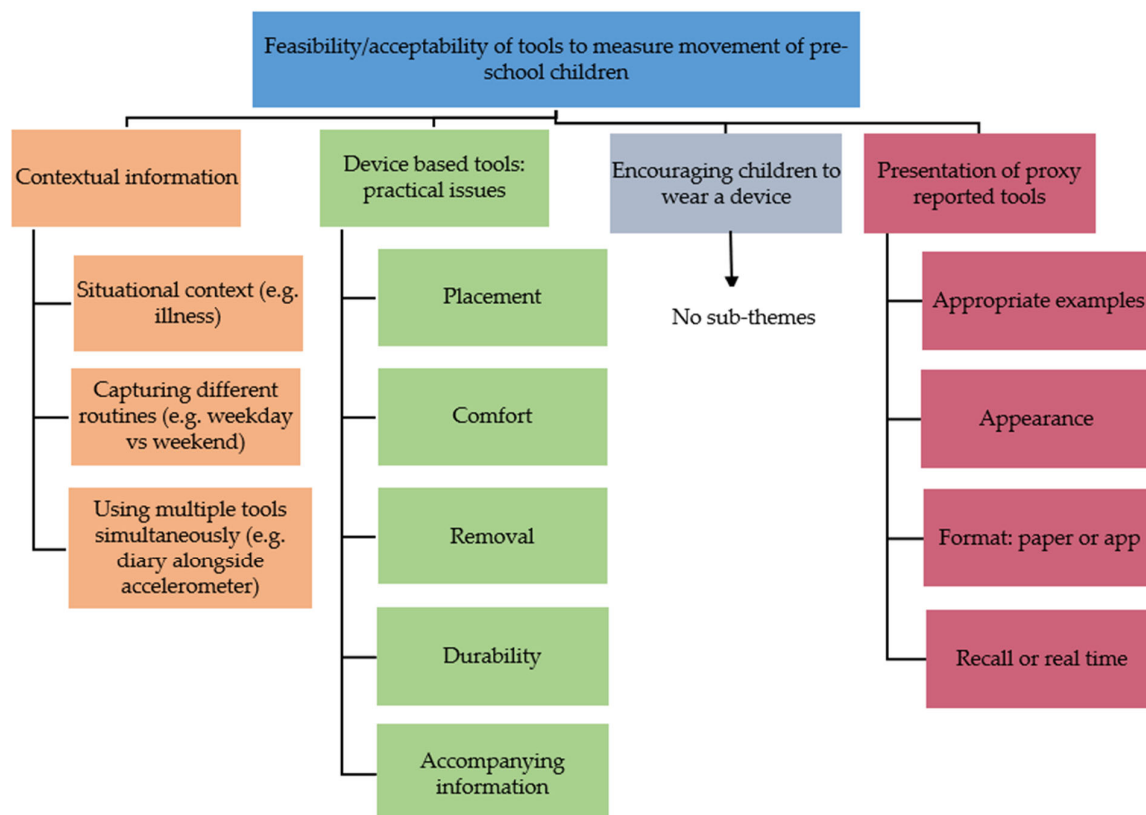 Feasibility/acceptability of tools to measure movement of pre-
school children
Contextual information
Situational context (e.g.
illness)
Capturing different
routines (e.g. weekday
vs weekend)
Using multiple tools
simultaneously (e.g.
diary alongside
accelerometer)
Device based tools:
practical issues
Placement
Comfort
Removal
Durability
Accompanying
information
Encouraging children to
wear a device
No sub-themes
Presentation of proxy
reported tools
Appropriate examples
Appearance
Format: paper or app
Recall or real time